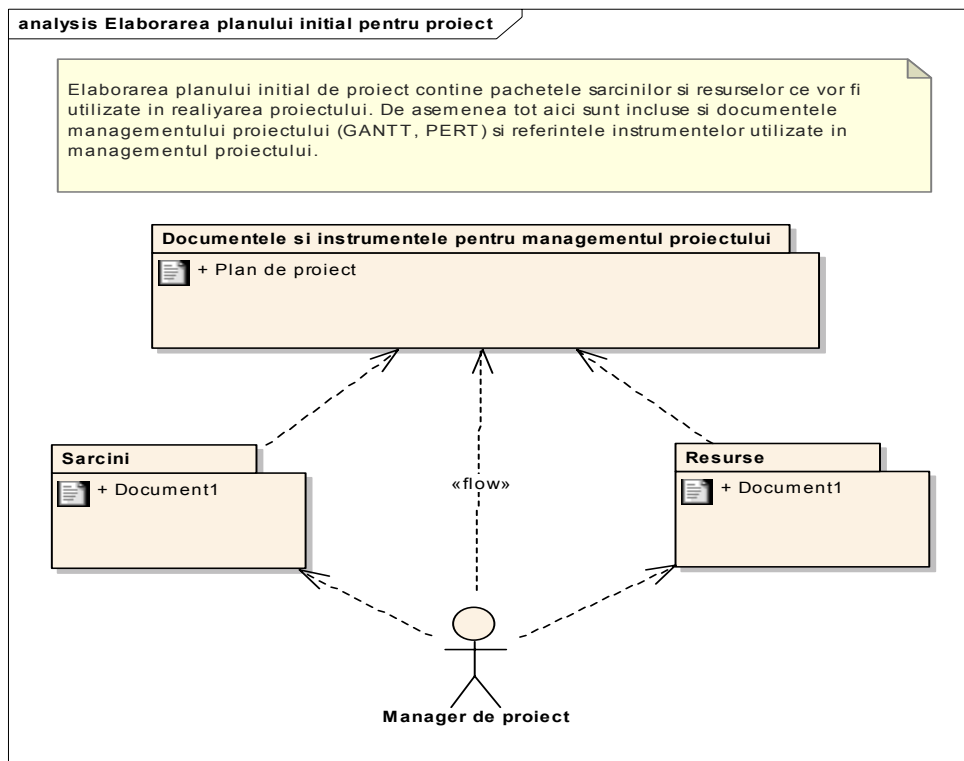 analysis Elaborarea planului initial pentru proiect
Elaborarea planului initial de proiect contine pachetele sarcinilor si resurselor ce vor fi
utilizate in realiyarea proiectului. De asemenea tot aici sunt incluse si documentele
managementului proiectului (GANTT, PERT) si referintele instrumentelor utilizate in
managemtul proiectului.
Documentele si instrumentele pentru managementul proiectului
+ Plan de proiect
Sarcini
+ Document1
Resurse
+ Document1
«flow»
Manager de proiect